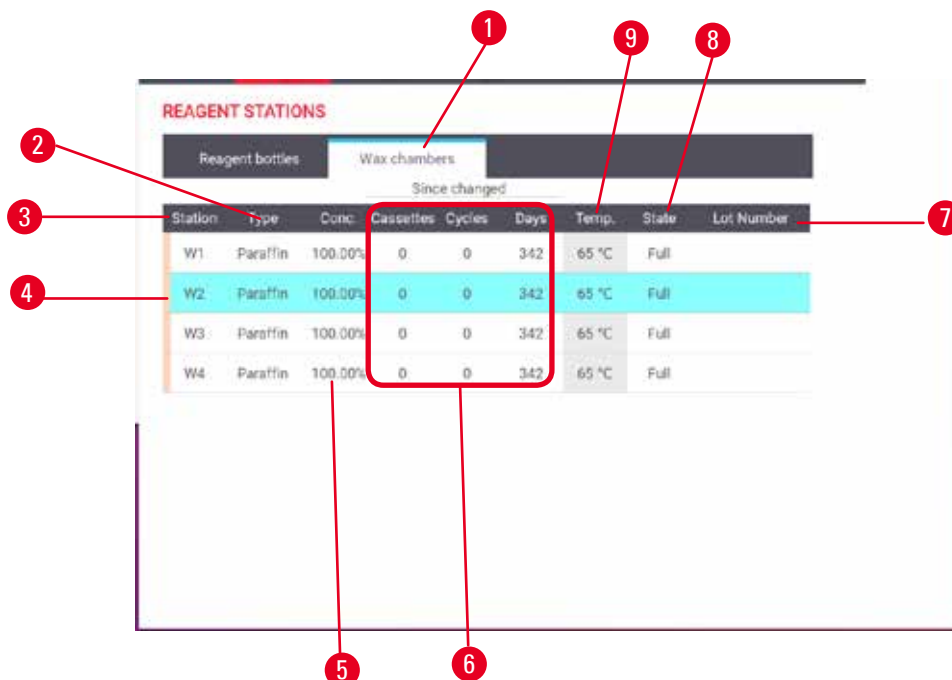 1
9
8
REAGENT STATIONS
2
Reagent bottles Wax chambers
Since changed
3 Station Type Conc. Cassettes Cycles Days Temp. State Lot Number 7
W1 Paraffin 100.00% 0 0 342 65 °C Full
4 W2 Paraffin 100.00% 0 0 342 65 °C Full
W3 Paraffin 100.00% 0 0 342 65 °C Full
W4 Paraffin 100.00% 0 0 342 65 °C Full
5
6